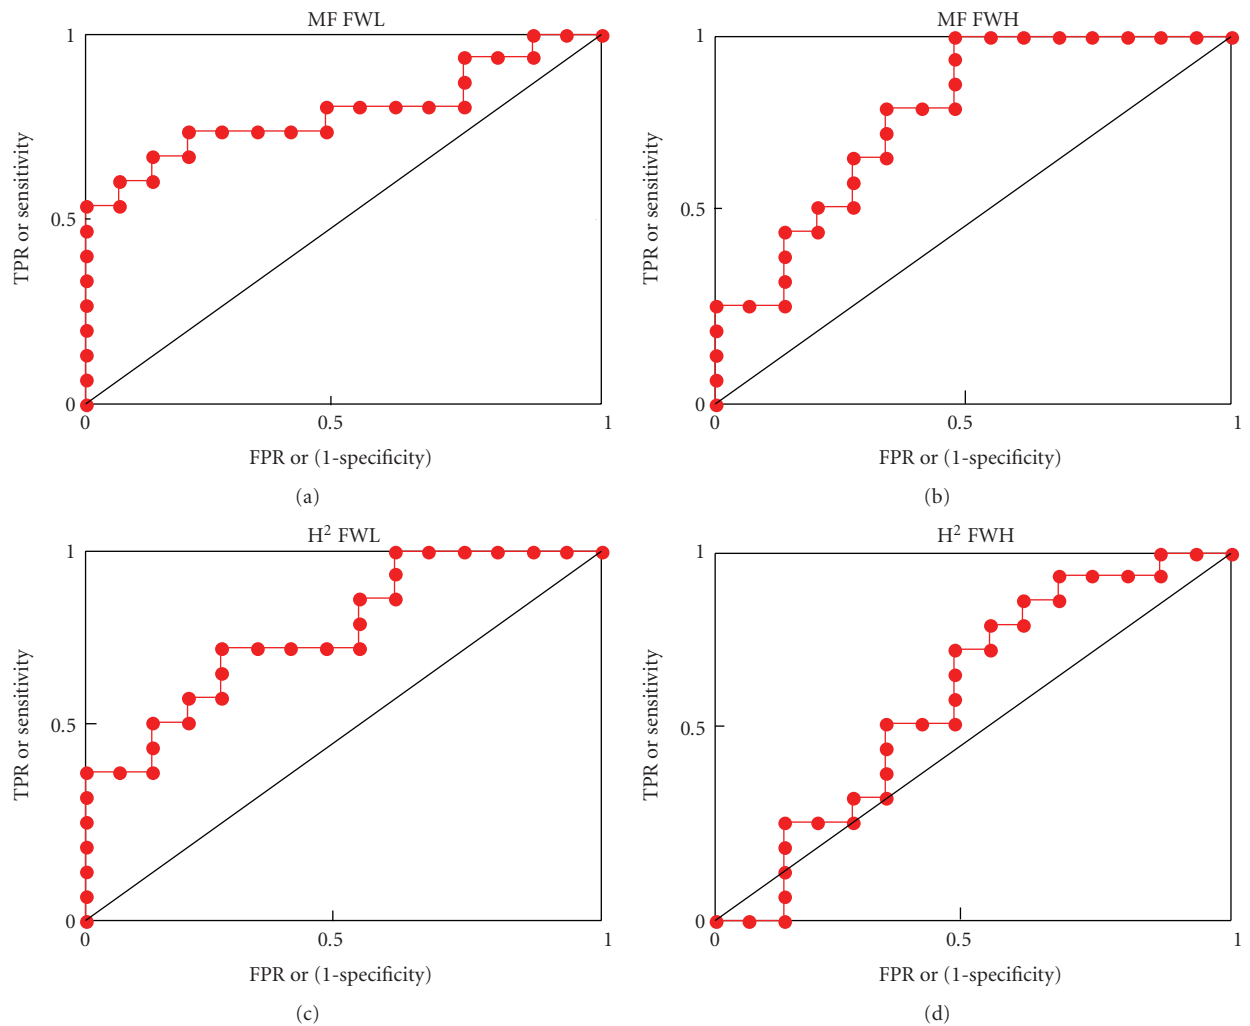 MF FWL
1
0.5
0
TPR or sensitivity
0
0.5
1
FPR or (1-specificity)
(a)
MF FWH
1
0.5
0
TPR or sensitivity
0
0.5
1
FPR or (1-specificity)
(b)
H² FWL
1
0.5
0
TPR or sensitivity
0
0.5
1
FPR or (1-specificity)
(c)
H² FWH
1
0.5
0
TPR or sensitivity
0
0.5
1
FPR or (1-specificity)
(d)